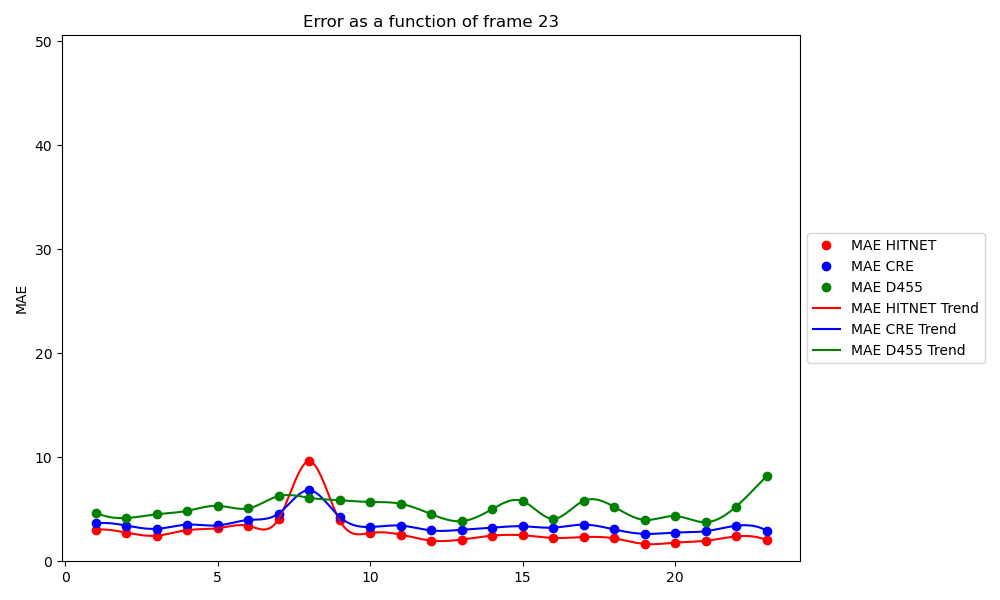 Error as a function of frame 23
50
40
30
20
10
0
MAE
0
5
10
15
20
MAE HITNET
MAE CRE
MAE D455
MAE HITNET Trend
MAE CRE Trend
MAE D455 Trend